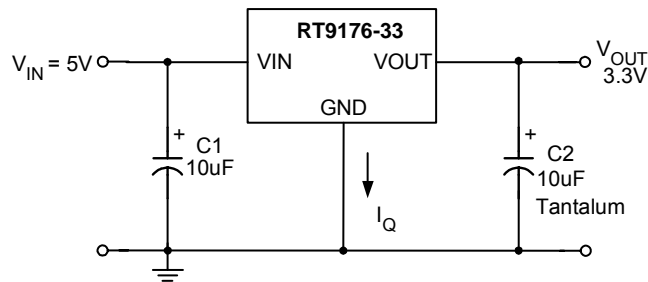 RT9176-33
V_IN = 5V
VIN
VOUT
V_OUT
3.3V
GND
+
C1
10uF
I_Q
+
C2
10uF
Tantalum